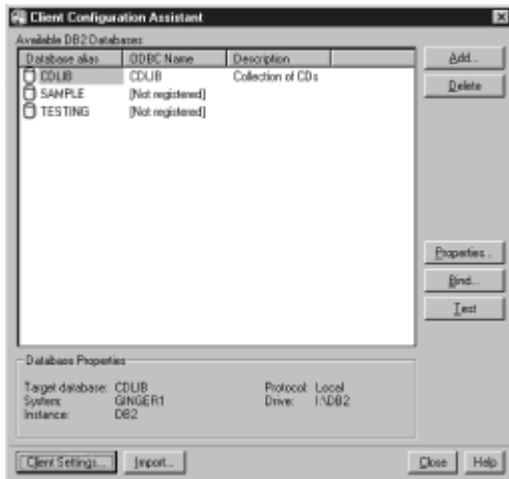 Client Configuration Assistant
Available DB2 Databases
Database alias ODBC Name Description
CDLIB CDLIB Collection of CDs
SAMPLE [Not registered]
TESTING [Not registered]
Add...
Delete
Properties...
Bind...
Test
Database Properties
Target database: CDLIB Protocol: Local
System: GINGER1 Drive: I:\DB2
Instance: DB2
Client Settings... Import... Close Help